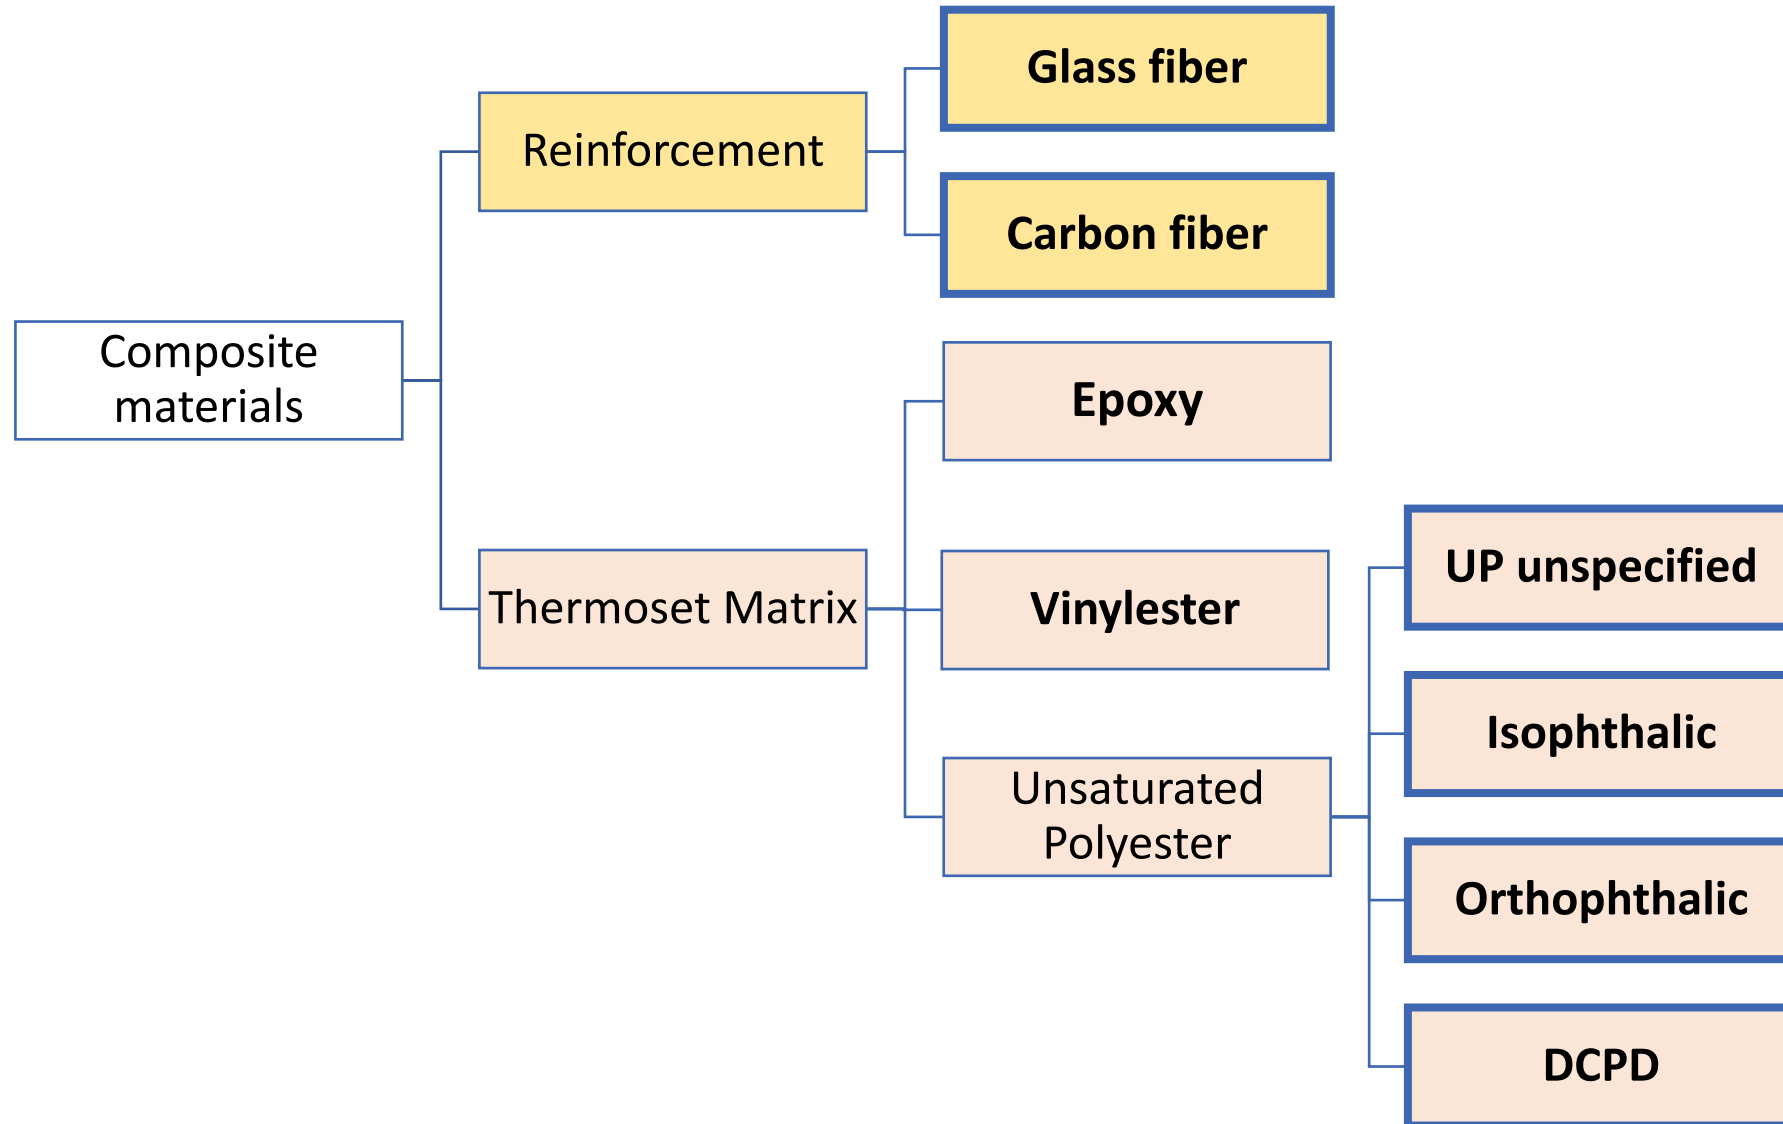 Glass fiber
Reinforcement
Carbon fiber
Composite
materials
Epoxy
UP unspecified
Thermoset Matrix
Vinylester
Isophthalic
Unsaturated
Polyester
Orthophthalic
DCPD